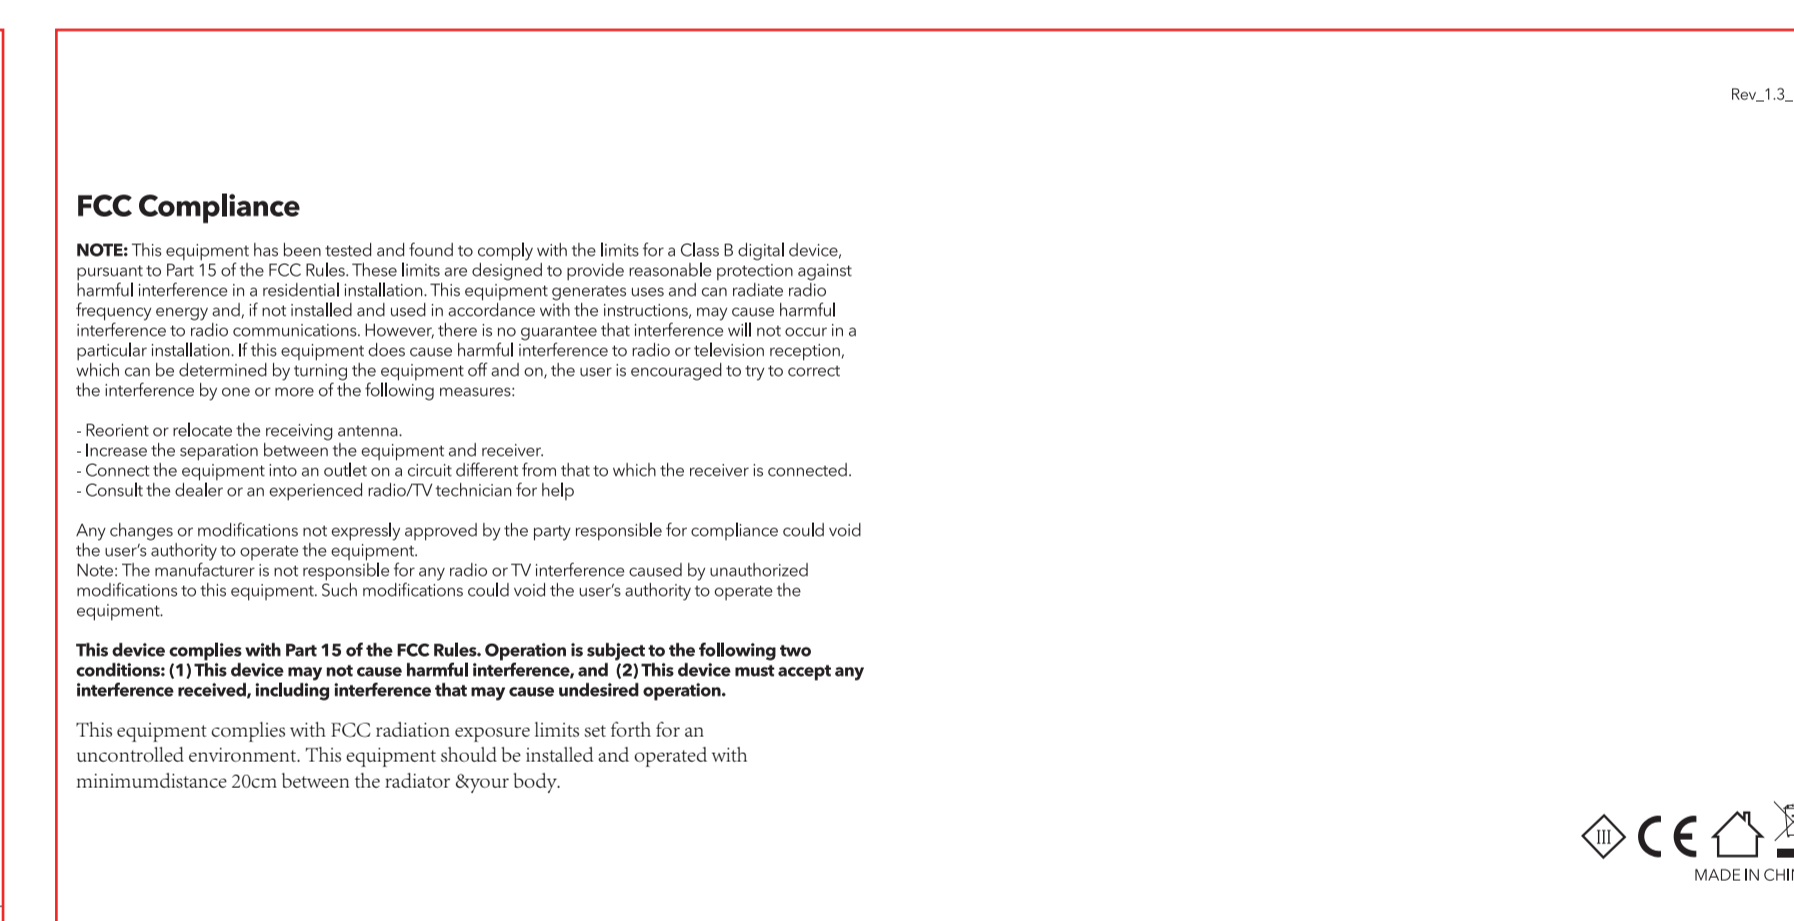 Rev_1.3_
FCC Compliance
NOTE: This equipment has been tested and found to comply with the limits for a Class B digital device,
pursuant to Part 15 of the FCC Rules. These limits are designed to provide reasonable protection against
harmful interference in a residential installation. This equipment generates uses and can radiate radio
frequency energy and, if not installed and used in accordance with the instructions, may cause harmful
interference to radio communications. However, there is no guarantee that interference will not occur in a
particular installation. If this equipment does cause harmful interference to radio or television reception,
which can be determined by turning the equipment off and on, the user is encouraged to try to correct
the interference by one or more of the following measures:
- Reorient or relocate the receiving antenna.
- Increase the separation between the equipment and receiver.
- Connect the equipment into an outlet on a circuit different from that to which the receiver is connected.
- Consult the dealer or an experienced radio/TV technician for help
Any changes or modifications not expressly approved by the party responsible for compliance could void
the user's authority to operate the equipment.
Note: The manufacturer is not responsible for any radio or TV interference caused by unauthorized
modifications to this equipment. Such modifications could void the user's authority to operate the
equipment.
This device complies with Part 15 of the FCC Rules. Operation is subject to the following two
conditions: (1) This device may not cause harmful interference, and (2) This device must accept any
interference received, including interference that may cause undesired operation.
This equipment complies with FCC radiation exposure limits set forth for an
uncontrolled environment. This equipment should be installed and operated with
minimumdistance 20cm between the radiator &your body.
III CE
MADE IN